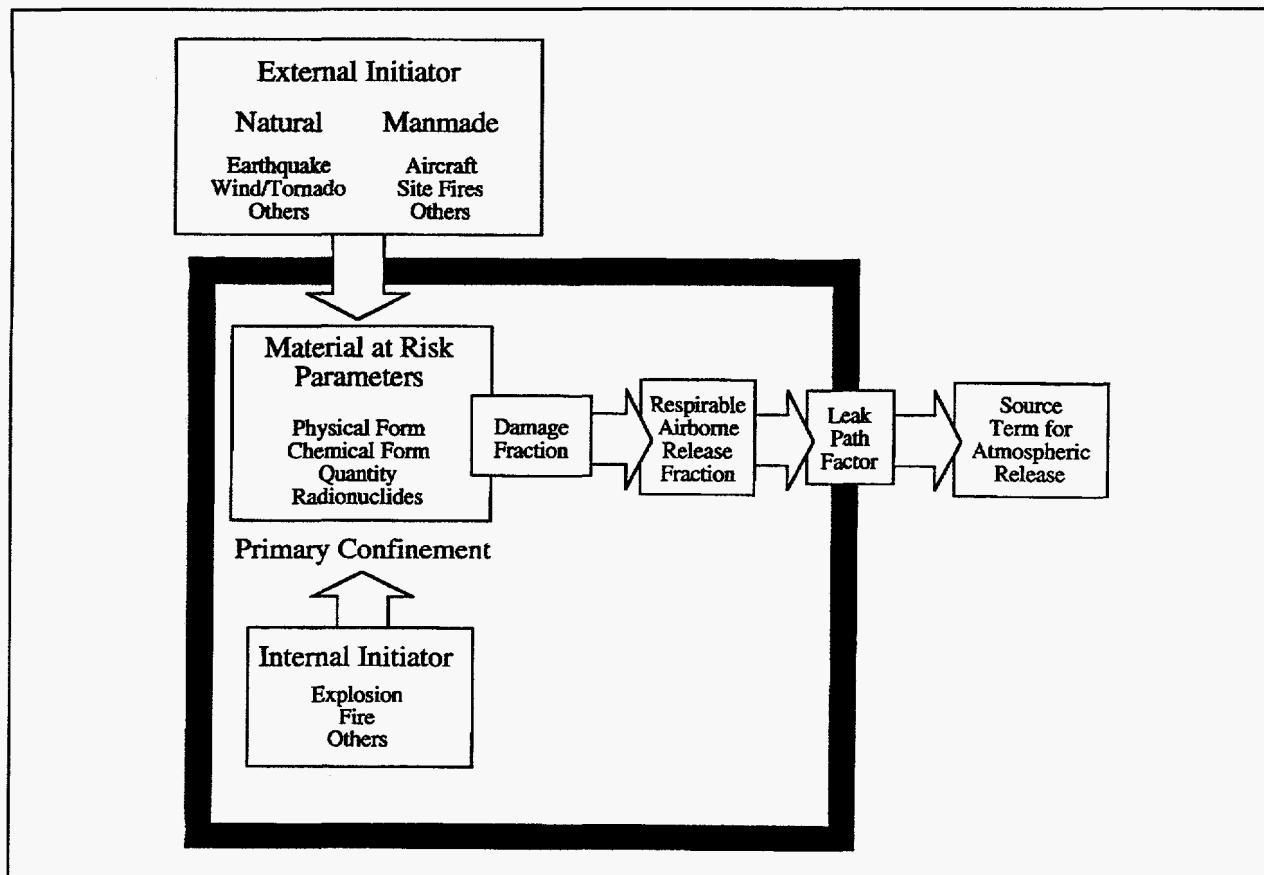 External Initiator
Natural Manmade
Earthquake Aircraft
Wind/Tornado Site Fires
Others Others
Material at Risk
Parameters
Physical Form
Chemical Form
Quantity
Radionuclides
Damage
Fraction
Respirable
Airborne
Release
Fraction
Leak
Path
Factor
Source
Term for
Atmospheric
Release
Primary Confinement
Internal Initiator
Explosion
Fire
Others